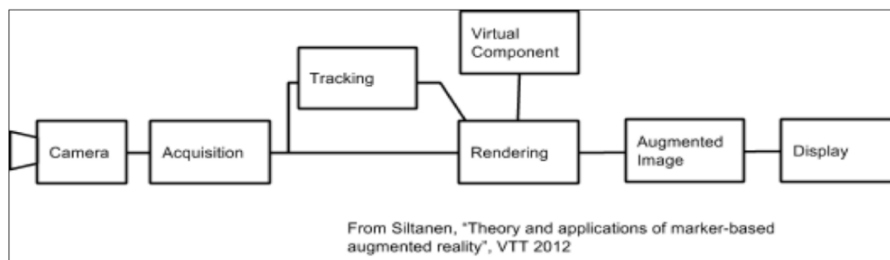 Virtual
Component
Tracking
Camera
Acquisition
Rendering
Augmented
Image
Display
From Siltanen, "Theory and applications of marker-based
augmented reality", VTT 2012